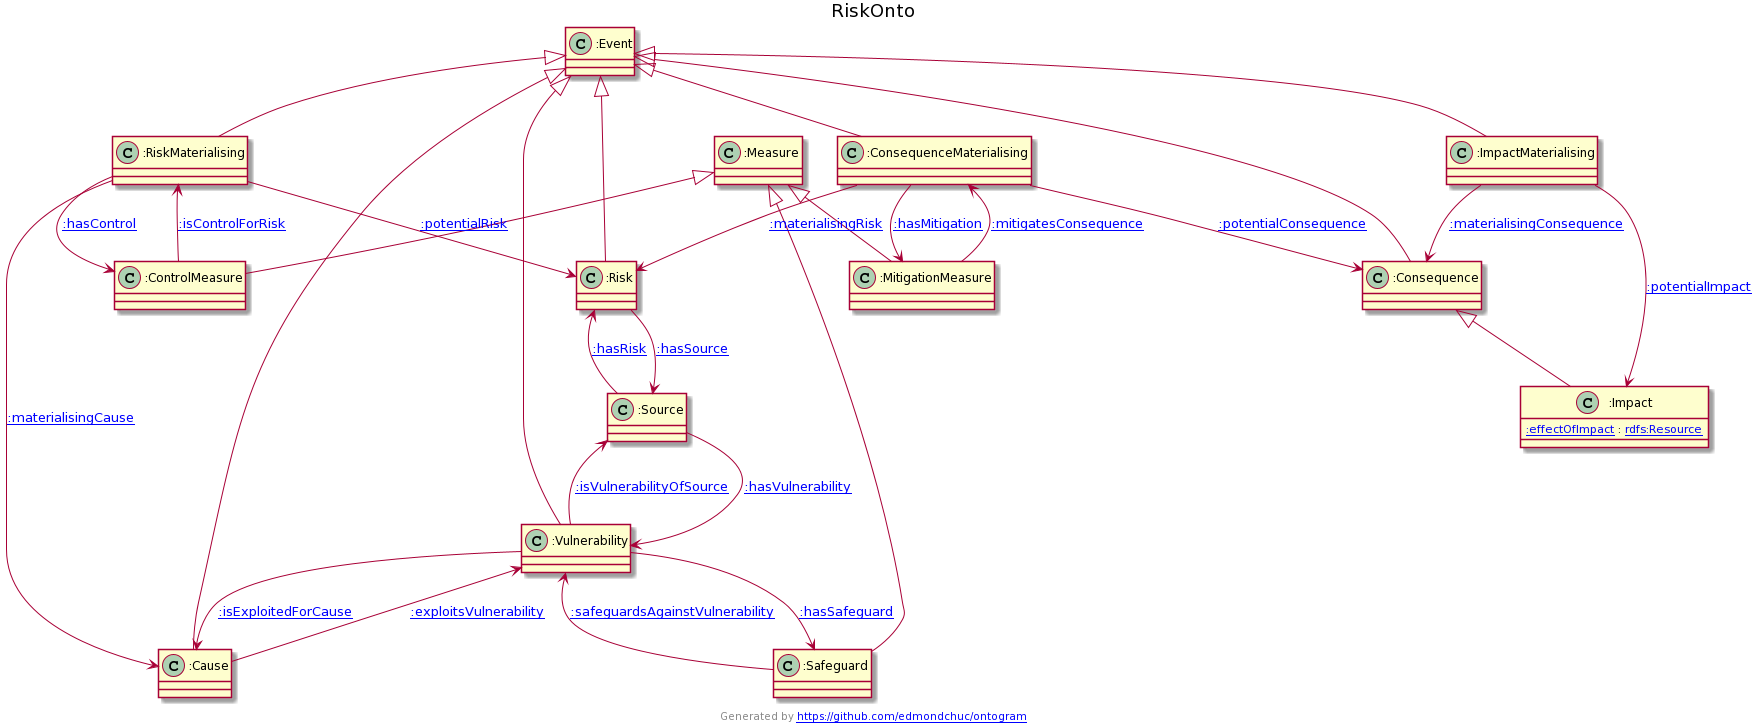 RiskOnto
C :Event
C :RiskMaterialising
C :Measure
C :ConsequenceMaterialising
C :ImpactMaterialising
:hasControl
:isControlForRisk
:potentialRisk
:materialisingRisk
:hasMitigation
:mitigatesConsequence
:potentialConsequence
:materialisingConsequence
C :ControlMeasure
C :Risk
C :MitigationMeasure
C :Consequence
:potentialImpact
:hasRisk
:hasSource
C :Source
C :Impact
:effectOfImpact : rdfs:Resource
:materialisingCause
:isVulnerabilityOfSource
:hasVulnerability
C :Vulnerability
:isExploitedForCause
:exploitsVulnerability
:safeguardsAgainstVulnerability
:hasSafeguard
C :Cause
C :Safeguard
Generated by https://github.com/edmondchuc/ontogram